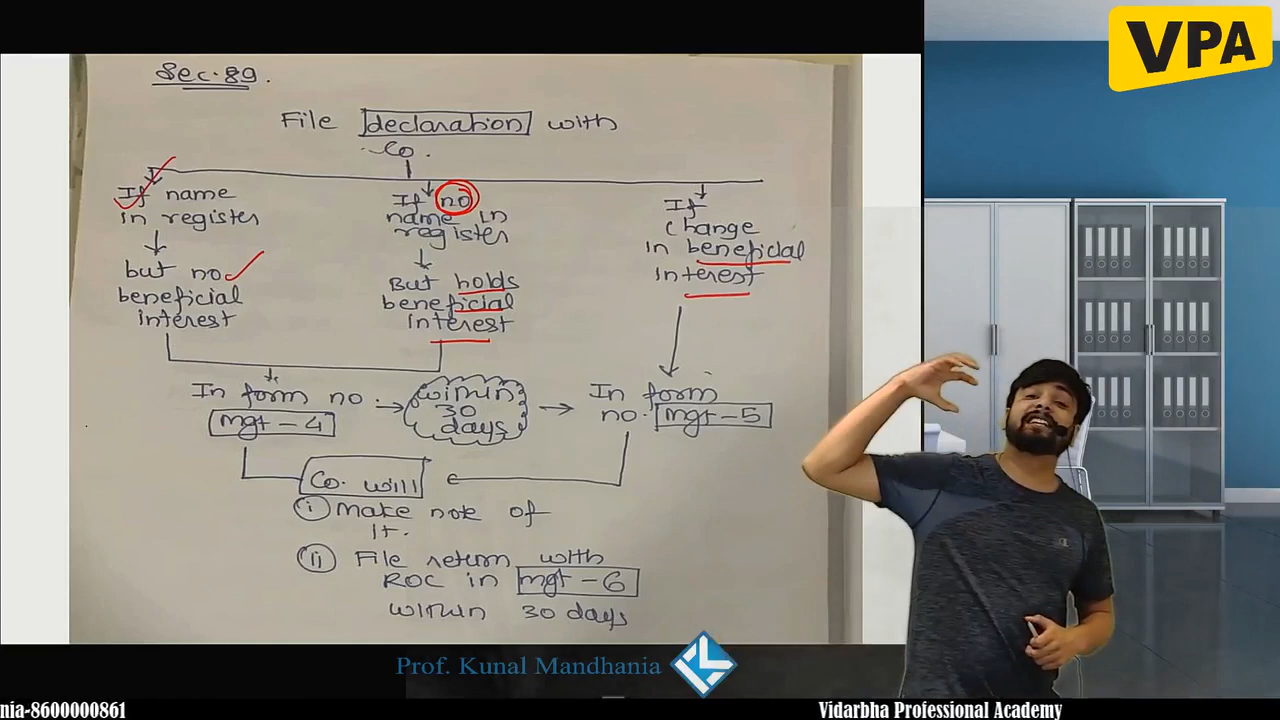 VPA
Sec. 89.
File declaration with
Co.
If name
in register
but no
beneficial
interest
If no
name in
register
But holds
beneficial
interest
If
change
in beneficial
interest
In form no.
mgt-4
within
30
days
In form
no. mgt-5
Co. will
(i) Make note of
it.
(ii) File return with
ROC in mgt-6
within 30 days
Prof. Kunal Mandhania
nia-8600000861
Vidarbha Professional Academy